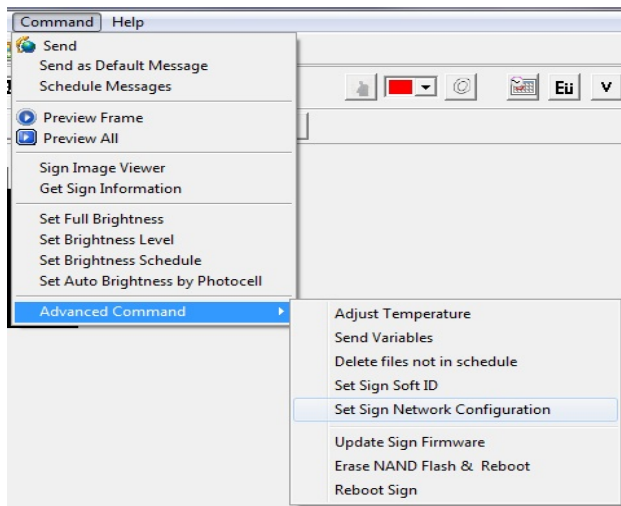 Command Help
Send
Send as Default Message
Schedule Messages
Eü V
Preview Frame
Preview All
Sign Image Viewer
Get Sign Information
Set Full Brightness
Set Brightness Level
Set Brightness Schedule
Set Auto Brightness by Photocell
Advanced Command
Adjust Temperature
Send Variables
Delete files not in schedule
Set Sign Soft ID
Set Sign Network Configuration
Update Sign Firmware
Erase NAND Flash & Reboot
Reboot Sign